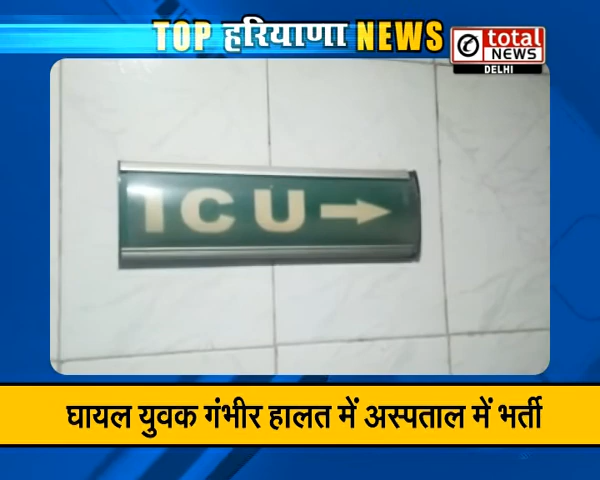 TOP हरियाणा NEWS
total
NEWS
DELHI
ICU→
घायल युवक गंभीर हालत में अस्पताल में भर्ती